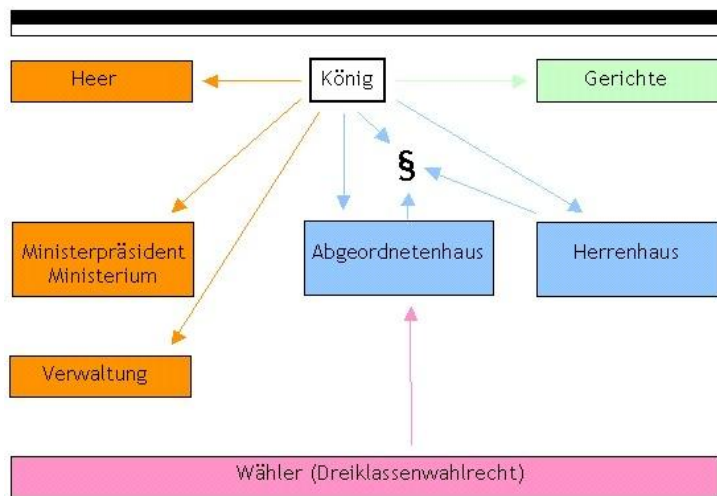 Heer
König
Gerichte
§
Ministerpräsident
Ministerium
Abgeordnetenhaus
Herrenhaus
Verwaltung
Wähler (Dreiklassenwahlrecht)